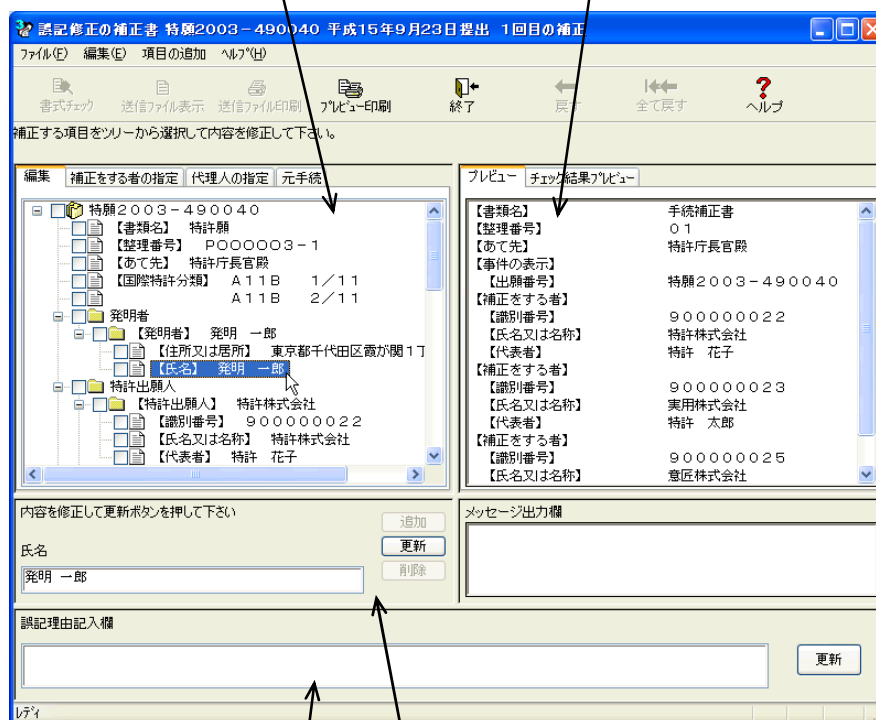 誤記修正の補正書 特願2003-490040 平成15年9月23日提出 1回目の補正
ファイル(F) 編集(E) 項目の追加 ヘルプ(H)
書式チェック 送信ファイル表示 送信ファイル印刷 プレビュー印刷 終了 戻す 全て戻す ヘルプ
補正する項目をツリーから選択して内容を修正して下さい。
編集 補正をする者の指定 代理人の指定 元手続
特願2003-490040
【書類名】 特許願
【整理番号】 P000003-1
【あて先】 特許庁長官殿
【国際特許分類】 A11B 1/11
A11B 2/11
発明者
【発明者】 発明 一郎
【住所又は居所】 東京都千代田区霞が関1丁
【氏名】 発明 一郎
特許出願人
【特許出願人】 特許株式会社
【識別番号】 900000022
【氏名又は名称】 特許株式会社
【代表者】 特許 花子
プレビュー チェック結果プレビュー
【書類名】 手続補正書
【整理番号】 01
【あて先】 特許庁長官殿
【事件の表示】
【出願番号】 特願2003-490040
【補正をする者】
【識別番号】 900000022
【氏名又は名称】 特許株式会社
【代表者】 特許 花子
【補正をする者】
【識別番号】 900000023
【氏名又は名称】 実用株式会社
【代表者】 特許 太郎
【補正をする者】
【識別番号】 900000025
【氏名又は名称】 意匠株式会社
内容を修正して更新ボタンを押して下さい
追加
氏名
更新
発明 一郎
削除
メッセージ出力欄
誤記理由記入欄
更新
レディ